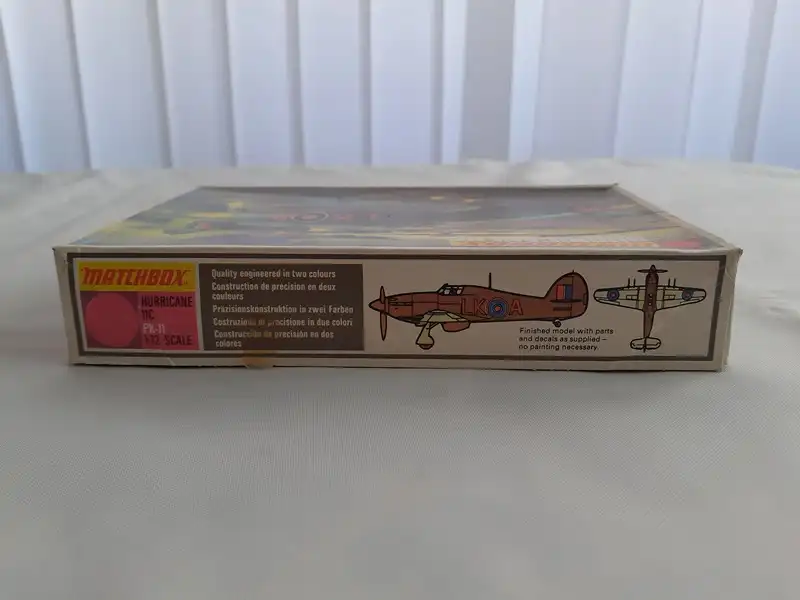 MATCHBOX
HURRICANE
IIC
PK-11
1:72 SCALE
Quality engineered in two colours
Construction de precision en deux
couleurs
Präzisionskonstruktion in zwei Farben
Costruzione di precisione in due colori
Construcción de precisión en dos
colores
LK A
Finished model with parts
and decals as supplied —
no painting necessary.